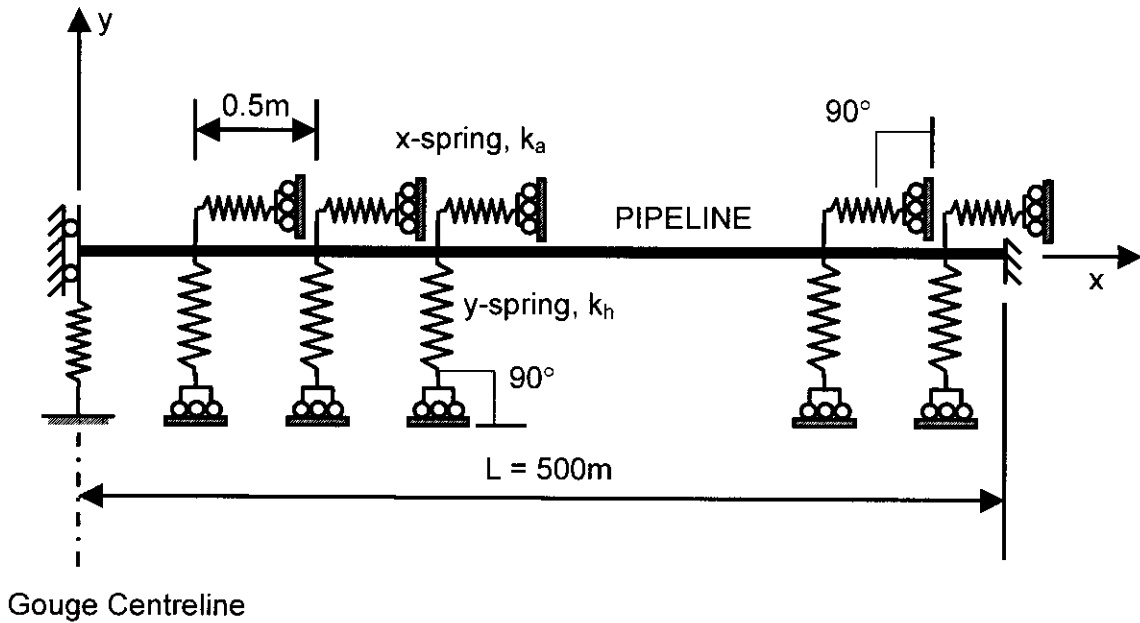 y
0.5m
90°
x-spring, kₐ
PIPELINE
x
y-spring, kₕ
90°
L = 500m
Gouge Centreline